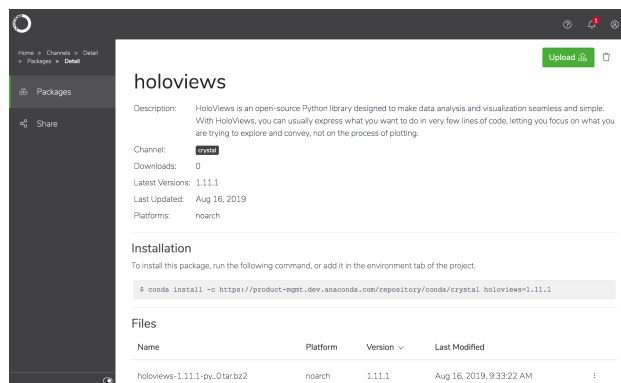 1
Home > Channels > Detail
> Packages > Detail
Packages
Share
Upload
holoviews
Description: HoloViews is an open-source Python library designed to make data analysis and visualization seamless and simple.
With HoloViews, you can usually express what you want to do in very few lines of code, letting you focus on what you
are trying to explore and convey, not on the process of plotting.
Channel: crystal
Downloads: 0
Latest Versions: 1.11.1
Last Updated: Aug 16, 2019
Platforms: noarch
Installation
To install this package, run the following command, or add it in the environment tab of the project.
$ conda install -c https://product-mgmt.dev.anaconda.com/repository/conda/crystal holoviews=1.11.1
Files
Name Platform Version Last Modified
holoviews-1.11.1-py_0.tar.bz2 noarch 1.11.1 Aug 16, 2019, 9:33:22 AM